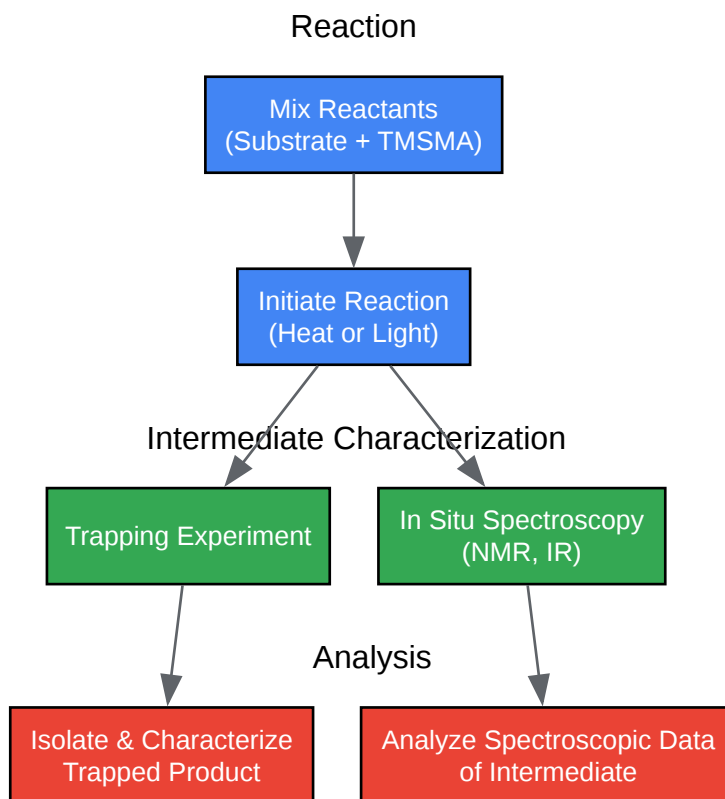 Reaction
Mix Reactants
(Substrate + TMSMA)
Initiate Reaction
(Heat or Light)
Intermediate Characterization
Trapping Experiment
In Situ Spectroscopy
(NMR, IR)
Analysis
Isolate & Characterize
Trapped Product
Analyze Spectroscopic Data
of Intermediate